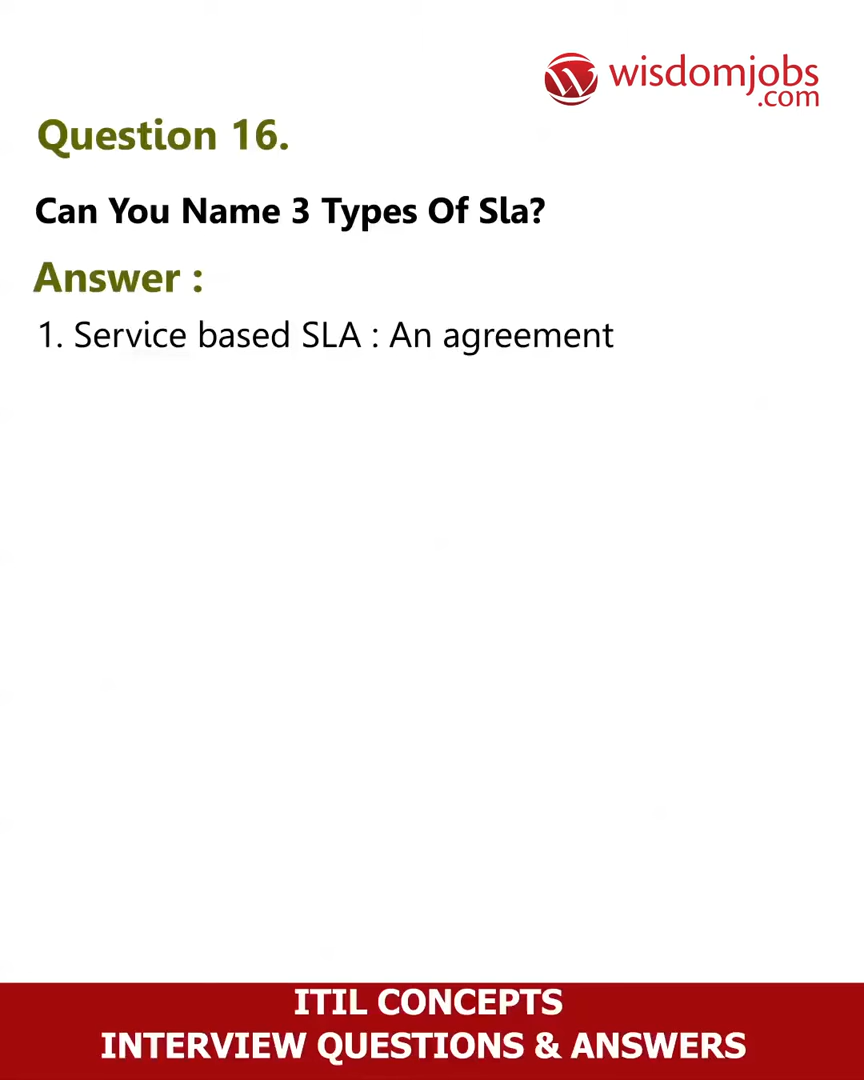 wisdomjobs
.com
Question 16.
Can You Name 3 Types Of Sla?
Answer :
1. Service based SLA : An agreement
ITIL CONCEPTS
INTERVIEW QUESTIONS & ANSWERS